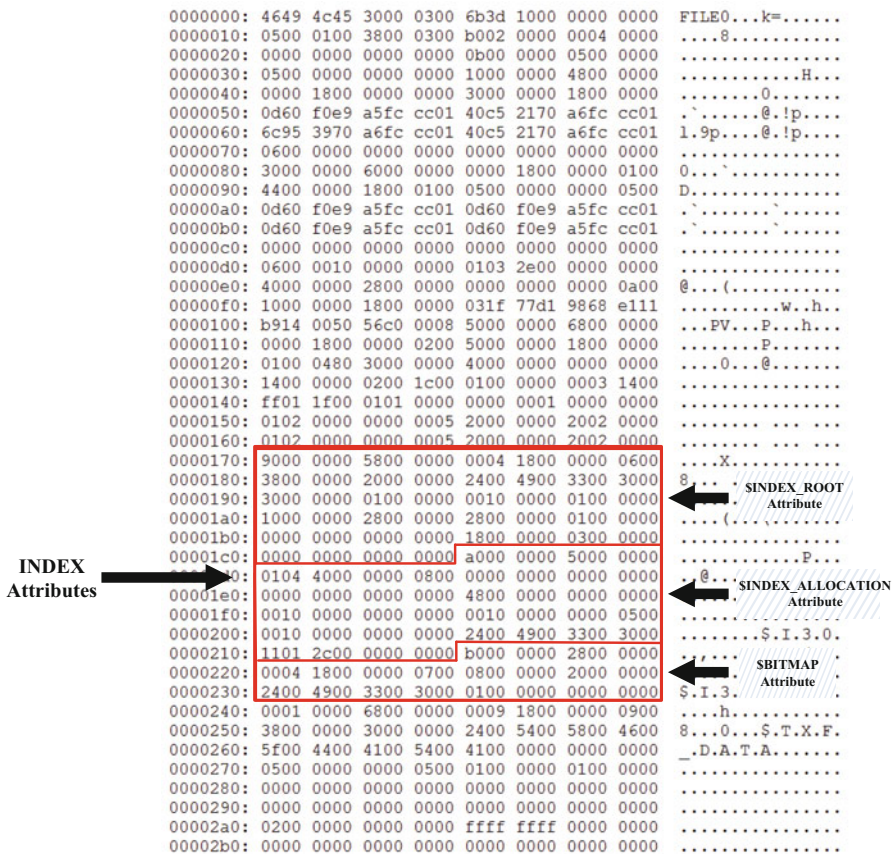 0000000: 4649 4c45 3000 0300 6b3d 1000 0000 0000 FILE0...k=......
0000010: 0500 0100 3800 0300 b002 0000 0004 0000 ....8...........
0000020: 0000 0000 0000 0000 0b00 0000 0500 0000 ................
0000030: 0500 0000 0000 0000 1000 0000 4800 0000 ............H...
0000040: 0000 1800 0000 0000 3000 0000 1800 0000 ........0.......
0000050: 0d60 f0e9 a5fc cc01 40c5 2170 a6fc cc01 .`......@.!p....
0000060: 6c95 3970 a6fc cc01 40c5 2170 a6fc cc01 l.9p....@.!p....
0000070: 0600 0000 0000 0000 0000 0000 0000 0000 ................
0000080: 3000 0000 6000 0000 0000 1800 0000 0100 0...`...........
0000090: 4400 0000 1800 0100 0500 0000 0000 0500 D...............
00000a0: 0d60 f0e9 a5fc cc01 0d60 f0e9 a5fc cc01 .`.......`......
00000b0: 0d60 f0e9 a5fc cc01 0d60 f0e9 a5fc cc01 .`.......`......
00000c0: 0000 0000 0000 0000 0000 0000 0000 0000 ................
00000d0: 0600 0010 0000 0000 0103 2e00 0000 0000 ................
00000e0: 4000 0000 2800 0000 0000 0000 0000 0a00 @...(...........
00000f0: 1000 0000 1800 0000 031f 77d1 9868 e111 ..........w..h..
0000100: b914 0050 56c0 0008 5000 0000 6800 0000 ...PV...P...h...
0000110: 0000 1800 0000 0200 5000 0000 1800 0000 ........P.......
0000120: 0100 0480 3000 0000 4000 0000 0000 0000 ....0...@.......
0000130: 1400 0000 0200 1c00 0100 0000 0003 1400 ................
0000140: ff01 1f00 0101 0000 0000 0001 0000 0000 ................
0000150: 0102 0000 0000 0005 2000 0000 2002 0000 ........ ... ...
0000160: 0102 0000 0000 0005 2000 0000 2002 0000 ........ ... ...
0000170: 9000 0000 5800 0000 0004 1800 0000 0600 ....X...........
0000180: 3800 0000 2000 0000 2400 4900 3300 3000 8...
$INDEX_ROOT
Attribute
0000190: 3000 0000 0100 0000 0010 0000 0100 0000
00001a0: 1000 0000 2800 0000 2800 0000 0100 0000 ....(...
00001b0: 0000 0000 0000 0000 1800 0000 0300 0000 ................
00001c0: 0000 0000 0000 0000 a000 0000 5000 0000 ............P...
INDEX
Attributes
0104 4000 0000 0800 0000 0000 0000 0000 ..@...
$INDEX_ALLOCATION
Attribute
00001e0: 0000 0000 0000 0000 4800 0000 0000 0000
00001f0: 0010 0000 0000 0000 0010 0000 0000 0500
0000200: 0010 0000 0000 0000 2400 4900 3300 3000 ........$.I.3.0.
0000210: 1101 2c00 0000 0000 b000 0000 2800 0000 ..,.
$BITMAP
Attribute
0000220: 0004 1800 0000 0700 0800 0000 2000 0000
0000230: 2400 4900 3300 3000 0100 0000 0000 0000 $.I.3.
0000240: 0001 0000 6800 0000 0009 1800 0000 0900 ....h...........
0000250: 3800 0000 3000 0000 2400 5400 5800 4600 8...0...$.T.X.F.
0000260: 5f00 4400 4100 5400 4100 0000 0000 0000 _.D.A.T.A.......
0000270: 0500 0000 0000 0500 0100 0000 0100 0000 ................
0000280: 0000 0000 0000 0000 0000 0000 0000 0000 ................
0000290: 0000 0000 0000 0000 0000 0000 0000 0000 ................
00002a0: 0200 0000 0000 0000 ffff ffff 0000 0000 ................
00002b0: 0000 0000 0000 0000 0000 0000 0000 0000 ................